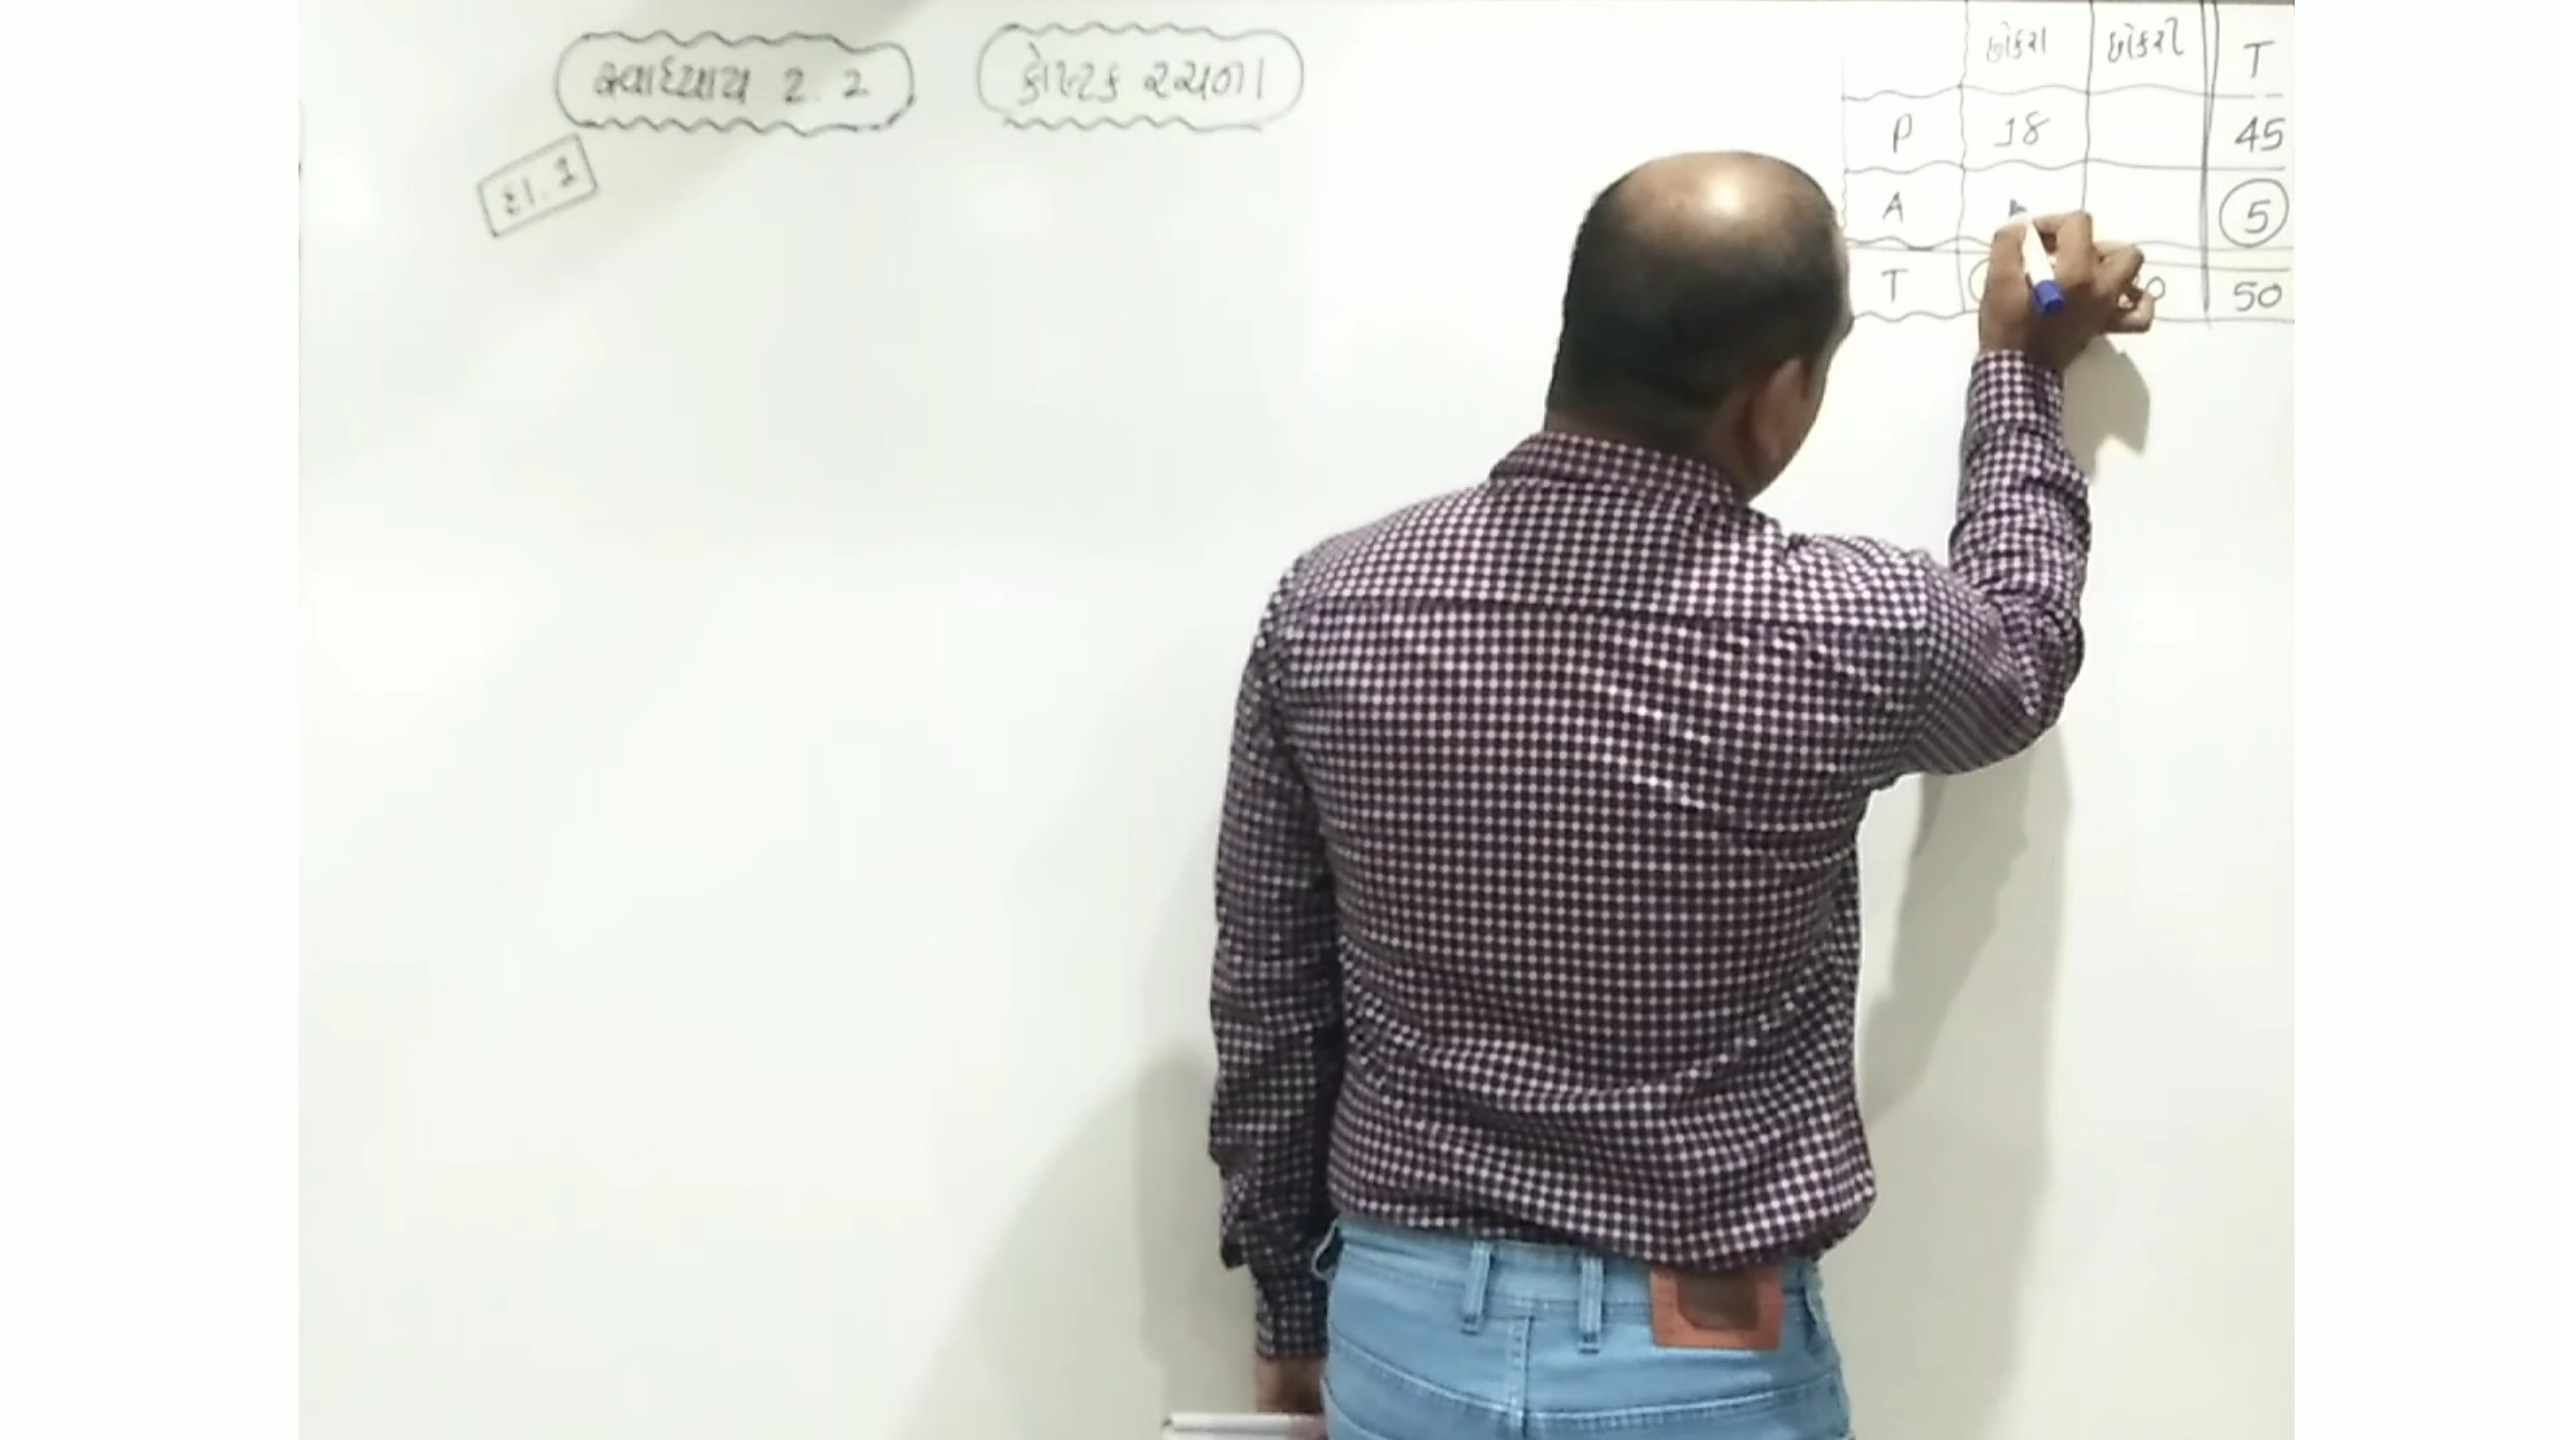 સ્વાધ્યાય 2.2
કોષ્ટક રચના
દા. 1
છોકરા છોકરી T
P 18 45
A 5
T 50